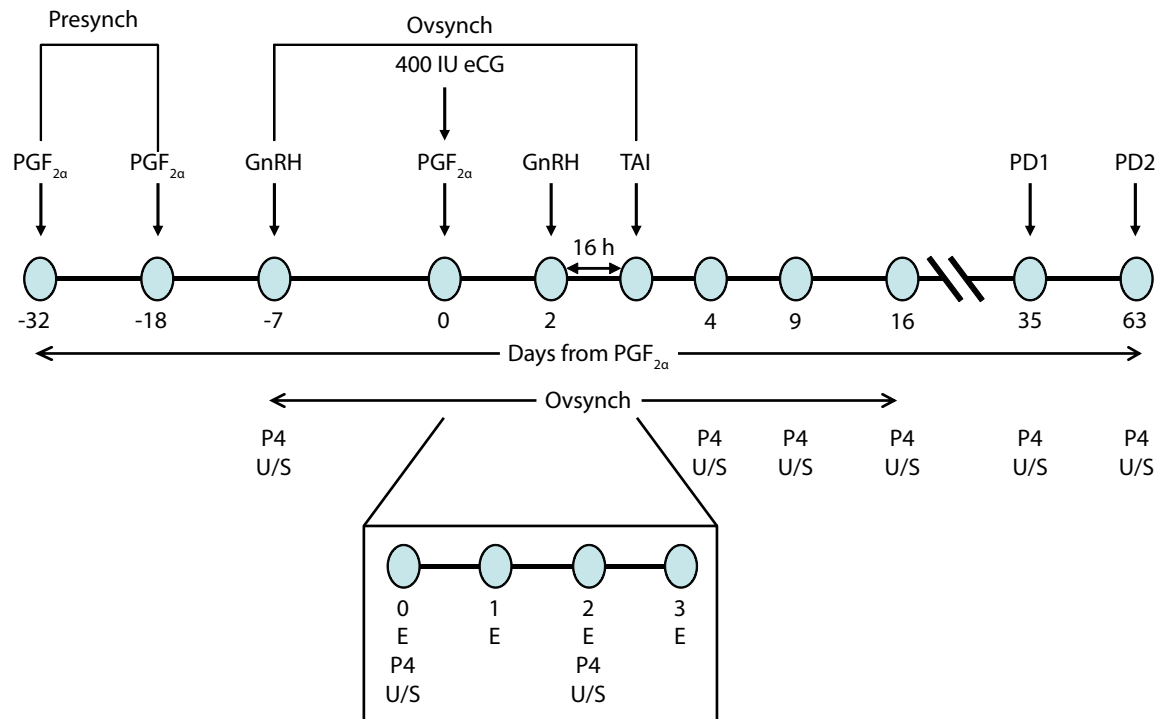 Presynch
Ovsynch
400 IU eCG
PGF2α PGF2α GnRH PGF2α GnRH TAI PD1 PD2
16 h
-32 -18 -7 0 2 4 9 16 35 63
Days from PGF2α
Ovsynch
P4 P4 P4 P4 P4 P4
U/S U/S U/S U/S U/S U/S
0 1 2 3
E E E E
P4 P4
U/S U/S